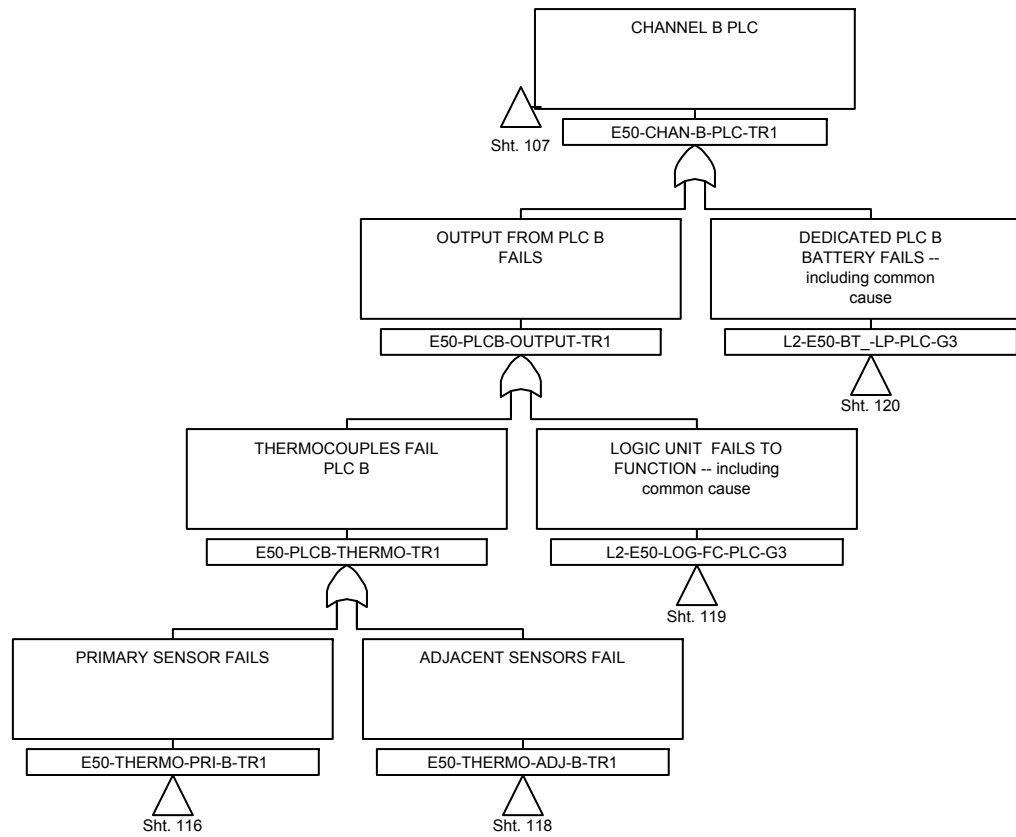 CHANNEL B PLC
Sht. 107
E50-CHAN-B-PLC-TR1
OUTPUT FROM PLC B
FAILS
E50-PLCB-OUTPUT-TR1
DEDICATED PLC B
BATTERY FAILS --
including common
cause
L2-E50-BT_-LP-PLC-G3
Sht. 120
THERMOCOUPLES FAIL
PLC B
E50-PLCB-THERMO-TR1
LOGIC UNIT  FAILS TO
FUNCTION -- including
common cause
L2-E50-LOG-FC-PLC-G3
Sht. 119
PRIMARY SENSOR FAILS
E50-THERMO-PRI-B-TR1
Sht. 116
ADJACENT SENSORS FAIL
E50-THERMO-ADJ-B-TR1
Sht. 118